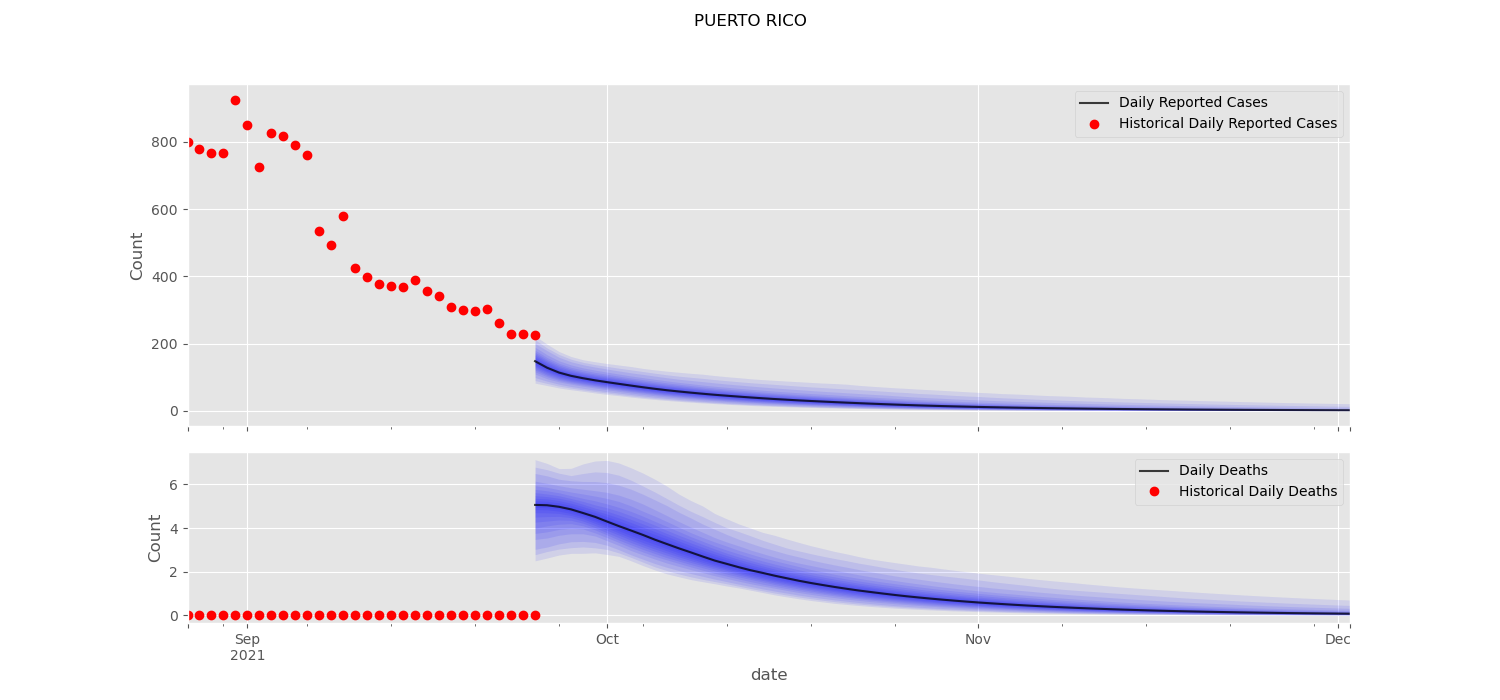 PUERTO RICO
Daily Reported Cases
Historical Daily Reported Cases
800
600
400
200
0
Count
Daily Deaths
Historical Daily Deaths
6
4
2
0
Count
Sep
2021
Oct
Nov
Dec
date